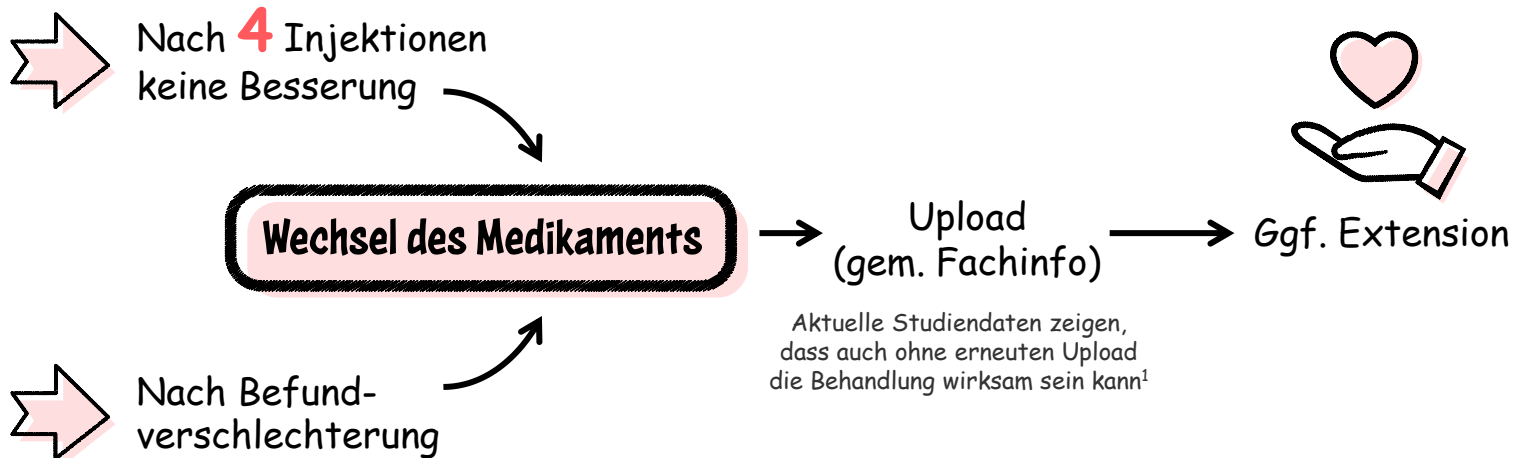 Nach 4 Injektionen
keine Besserung
Wechsel des Medikaments
Upload
(gem. Fachinfo)
Ggf. Extension
Aktuelle Studiendaten zeigen,
dass auch ohne erneuten Upload
die Behandlung wirksam sein kann¹
Nach Befund-
verschlechterung